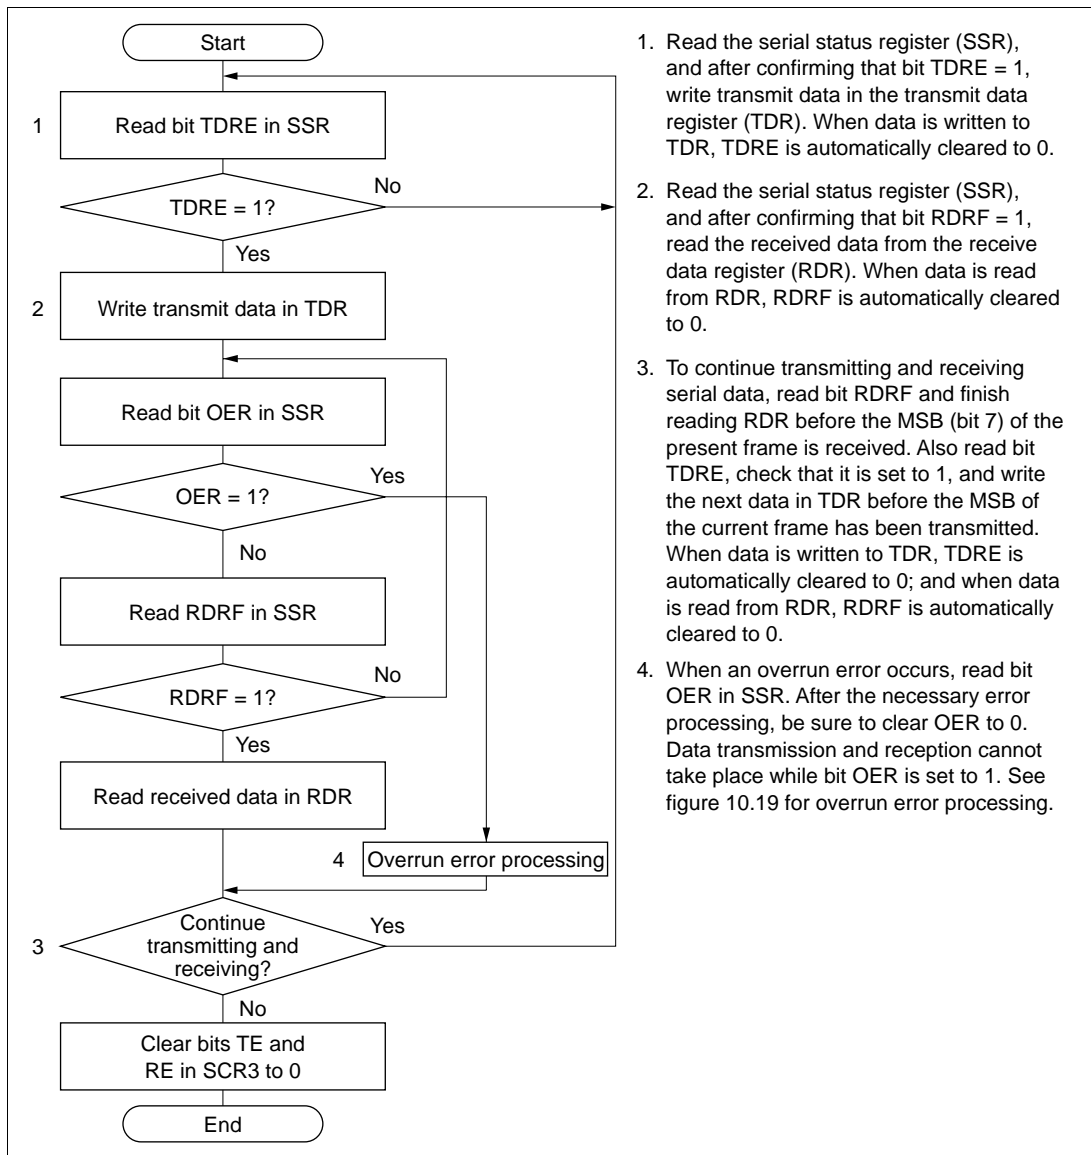 Start
1
Read bit TDRE in SSR
TDRE = 1?
No
Yes
2
Write transmit data in TDR
Read bit OER in SSR
OER = 1?
Yes
No
Read RDRF in SSR
RDRF = 1?
No
Yes
Read received data in RDR
4
Overrun error processing
3
Continue
transmitting and
receiving?
Yes
No
Clear bits TE and
RE in SCR3 to 0
End
1. Read the serial status register (SSR),
and after confirming that bit TDRE = 1,
write transmit data in the transmit data
register (TDR). When data is written to
TDR, TDRE is automatically cleared to 0.
2. Read the serial status register (SSR),
and after confirming that bit RDRF = 1,
read the received data from the receive
data register (RDR). When data is read
from RDR, RDRF is automatically cleared
to 0.
3. To continue transmitting and receiving
serial data, read bit RDRF and finish
reading RDR before the MSB (bit 7) of the
present frame is received. Also read bit
TDRE, check that it is set to 1, and write
the next data in TDR before the MSB of
the current frame has been transmitted.
When data is written to TDR, TDRE is
automatically cleared to 0; and when data
is read from RDR, RDRF is automatically
cleared to 0.
4. When an overrun error occurs, read bit
OER in SSR. After the necessary error
processing, be sure to clear OER to 0.
Data transmission and reception cannot
take place while bit OER is set to 1. See
figure 10.19 for overrun error processing.